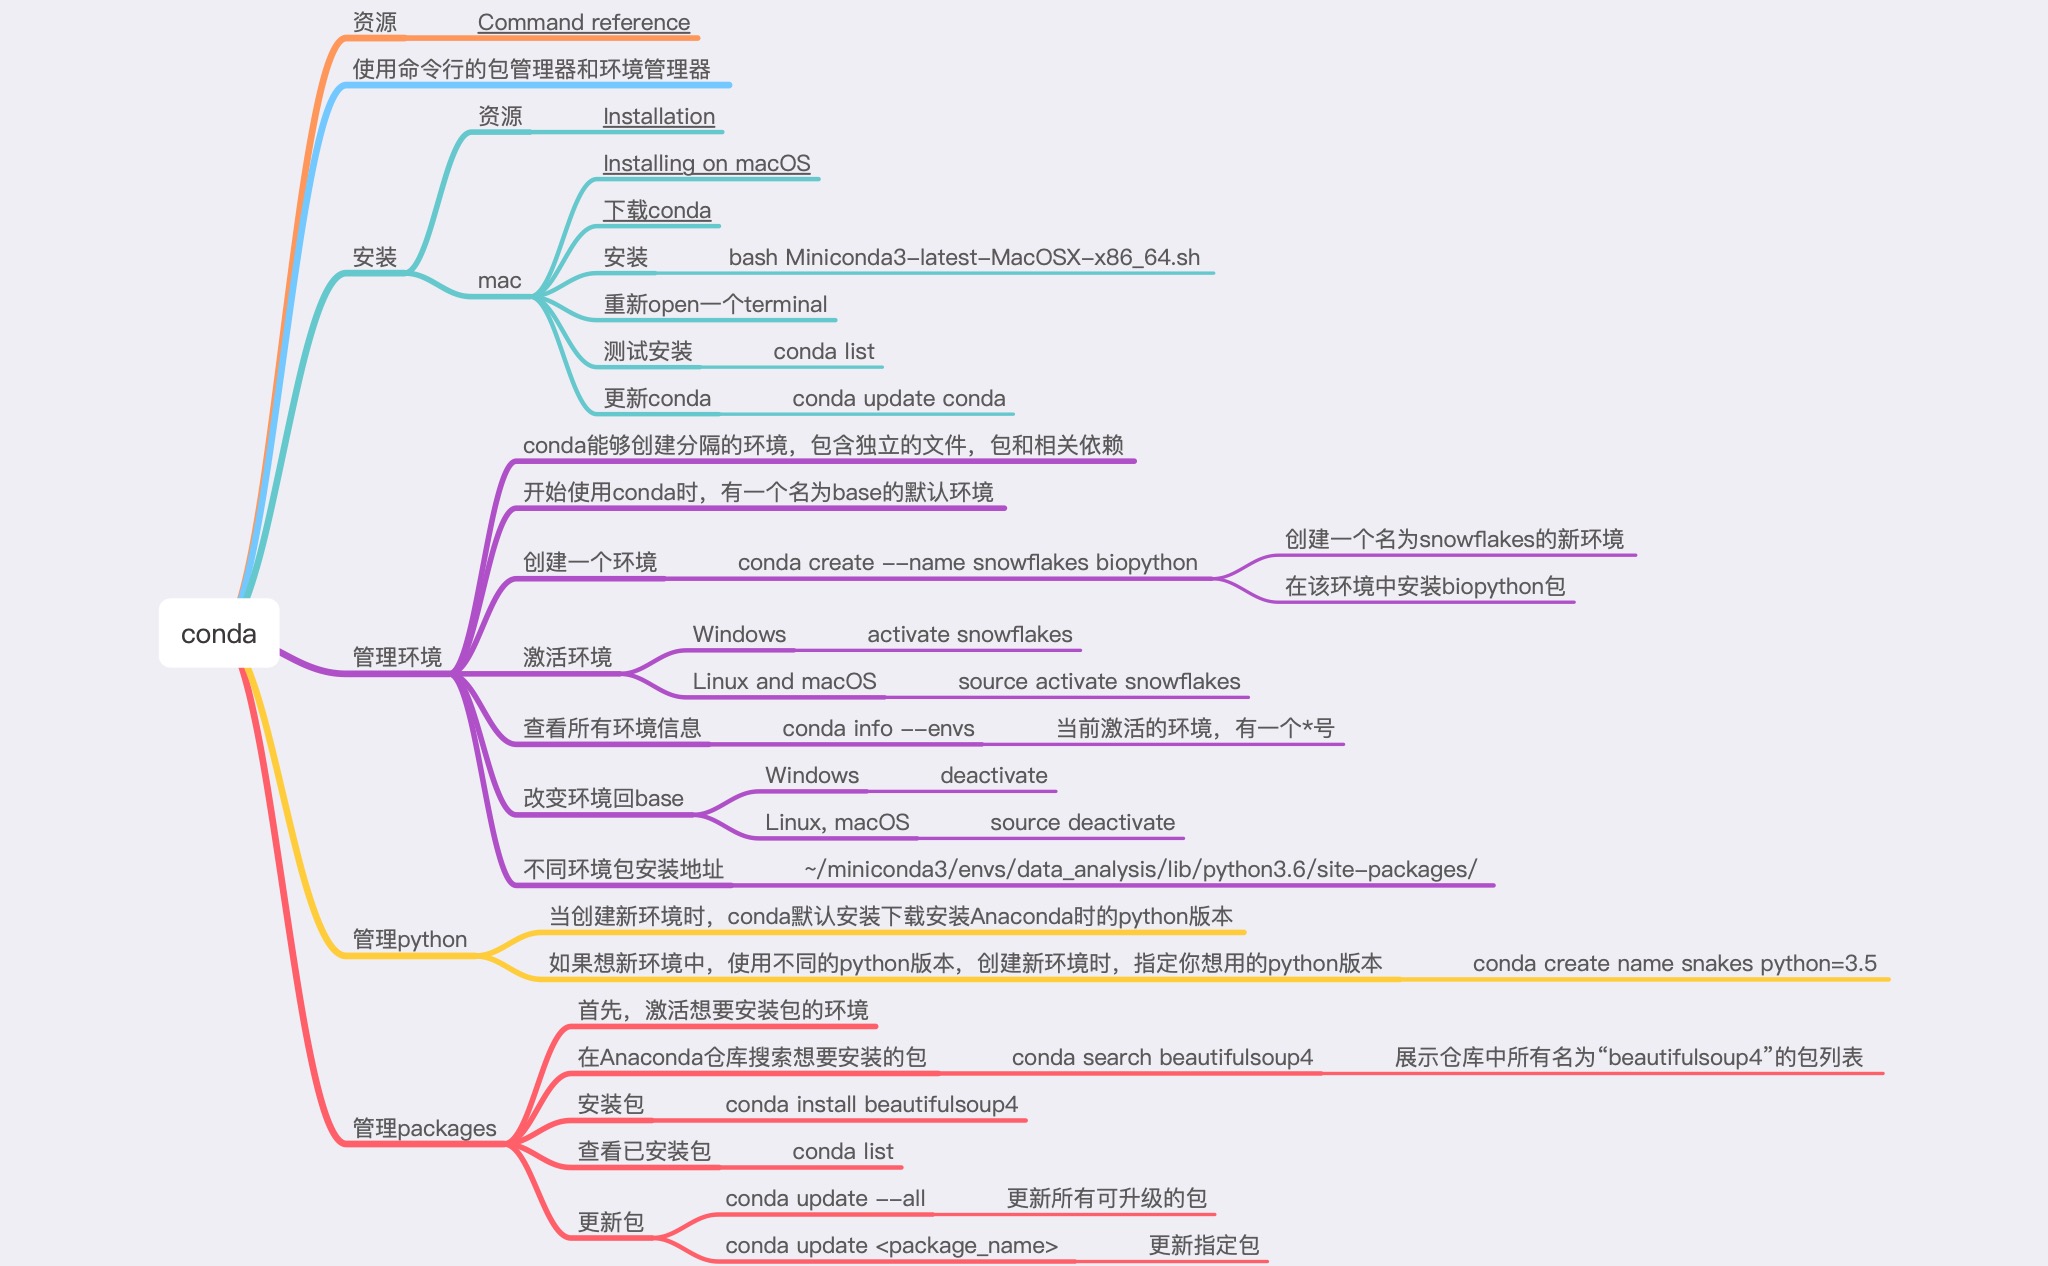 资源
Command reference
使用命令行的包管理器和环境管理器
资源
Installation
Installing on macOS
下载conda
安装
安装
bash Miniconda3-latest-MacOSX-x86_64.sh
mac
重新open一个terminal
测试安装
conda list
更新conda
conda update conda
conda能够创建分隔的环境，包含独立的文件，包和相关依赖
开始使用conda时，有一个名为base的默认环境
创建一个名为snowflakes的新环境
创建一个环境
conda create --name snowflakes biopython
在该环境中安装biopython包
conda
Windows
activate snowflakes
管理环境
激活环境
Linux and macOS
source activate snowflakes
查看所有环境信息
conda info --envs
当前激活的环境，有一个*号
Windows
deactivate
改变环境回base
Linux, macOS
source deactivate
不同环境包安装地址
~/miniconda3/envs/data_analysis/lib/python3.6/site-packages/
当创建新环境时，conda默认安装下载安装Anaconda时的python版本
管理python
如果想新环境中，使用不同的python版本，创建新环境时，指定你想用的python版本
conda create name snakes python=3.5
首先，激活想要安装包的环境
在Anaconda仓库搜索想要安装的包
conda search beautifulsoup4
展示仓库中所有名为“beautifulsoup4”的包列表
安装包
conda install beautifulsoup4
管理packages
查看已安装包
conda list
conda update --all
更新所有可升级的包
更新包
conda update <package_name>
更新指定包